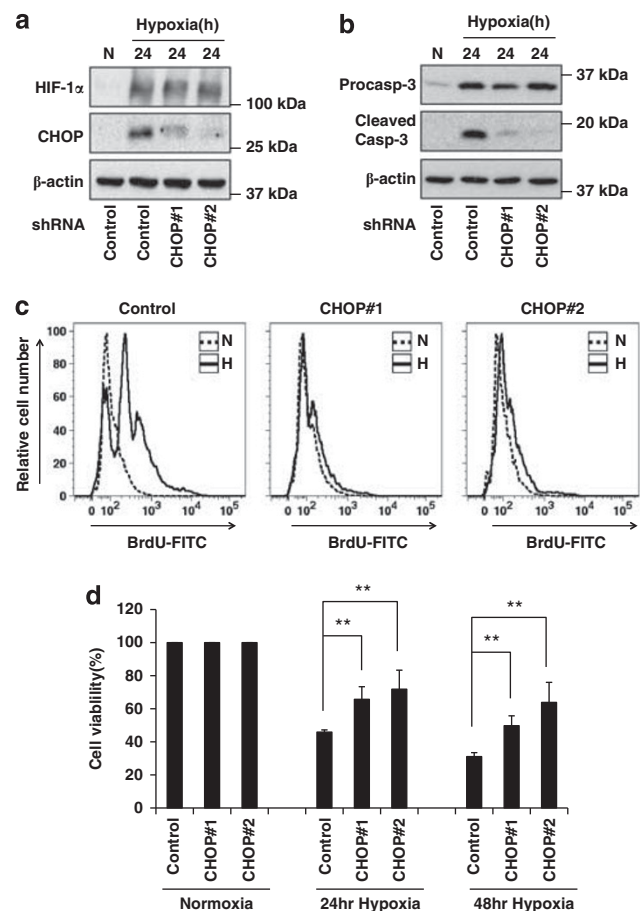 a
Hypoxia(h)
N 24 24 24
HIF-1α
100 kDa
CHOP
25 kDa
β-actin
37 kDa
shRNA
Control
Control
CHOP#1
CHOP#2
b
Hypoxia(h)
N 24 24 24
Procasp-3
37 kDa
Cleaved
Casp-3
20 kDa
β-actin
37 kDa
shRNA
Control
Control
CHOP#1
CHOP#2
c
Control
CHOP#1
CHOP#2
Relative cell number
100
80
60
40
20
0
N
H
N
H
N
H
0 10² 10³ 10⁴ 10⁵
0 10² 10³ 10⁴ 10⁵
0 10² 10³ 10⁴ 10⁵
BrdU-FITC
BrdU-FITC
BrdU-FITC
d
Cell viablility(%)
120
100
80
60
40
20
0
**
**
**
**
Control
CHOP#1
CHOP#2
Control
CHOP#1
CHOP#2
Control
CHOP#1
CHOP#2
Normoxia
24hr Hypoxia
48hr Hypoxia